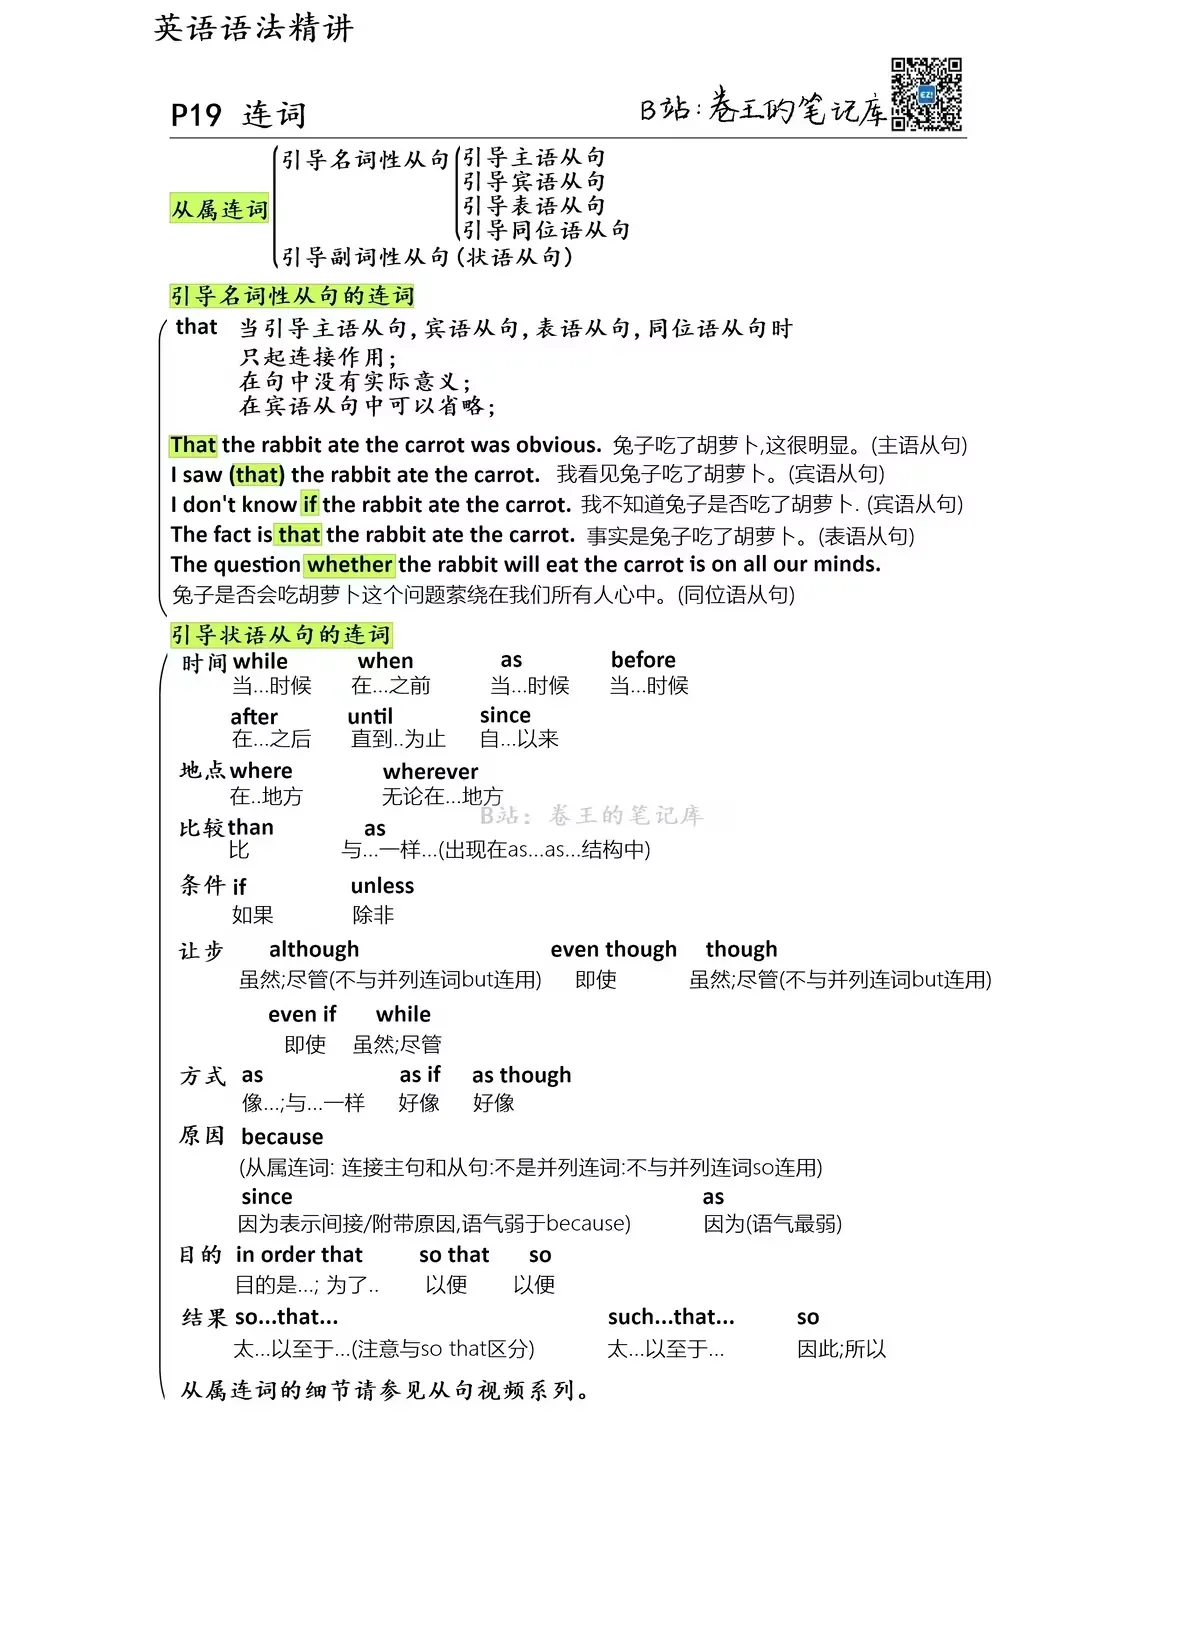 英语语法精讲
P19 连词
B站:卷王的笔记库
EZ!
从属连词
引导名词性从句
引导主语从句
引导宾语从句
引导表语从句
引导同位语从句
引导副词性从句(状语从句)
引导名词性从句的连词
that 当引导主语从句,宾语从句,表语从句,同位语从句时
只起连接作用;
在句中没有实际意义;
在宾语从句中可以省略;
That the rabbit ate the carrot was obvious. 兔子吃了胡萝卜,这很明显。(主语从句)
I saw (that) the rabbit ate the carrot. 我看见兔子吃了胡萝卜。(宾语从句)
I don't know if the rabbit ate the carrot. 我不知道兔子是否吃了胡萝卜. (宾语从句)
The fact is that the rabbit ate the carrot. 事实是兔子吃了胡萝卜。(表语从句)
The question whether the rabbit will eat the carrot is on all our minds.
兔子是否会吃胡萝卜这个问题萦绕在我们所有人心中。(同位语从句)
引导状语从句的连词
时间 while when as before
当...时候 在...之前 当...时候 当...时候
after until since
在...之后 直到..为止 自...以来
地点 where wherever
在..地方 无论在...地方
B站：卷王的笔记库
比较 than as
比 与...一样...(出现在as...as...结构中)
条件 if unless
如果 除非
让步 although even though though
虽然;尽管(不与并列连词but连用) 即使 虽然;尽管(不与并列连词but连用)
even if while
即使 虽然;尽管
方式 as as if as though
像...;与...一样 好像 好像
原因 because
(从属连词: 连接主句和从句:不是并列连词:不与并列连词so连用)
since as
因为表示间接/附带原因,语气弱于because) 因为(语气最弱)
目的 in order that so that so
目的是...; 为了.. 以便 以便
结果 so...that... such...that... so
太...以至于...(注意与so that区分) 太...以至于... 因此;所以
从属连词的细节请参见从句视频系列。